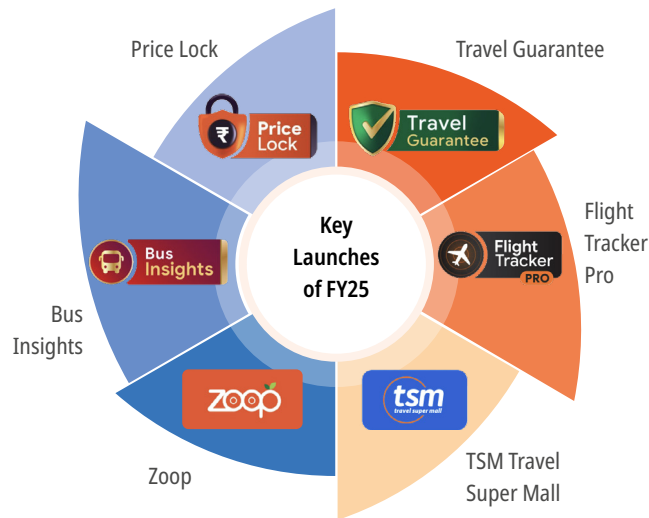 Price Lock
Travel Guarantee
₹
Price
Lock
Travel
Guarantee
Key
Launches
of FY25
Bus
Insights
Flight
Tracker
PRO
Flight
Tracker
Pro
Bus
Insights
zoop
tsm
travel super mall
Zoop
TSM Travel
Super Mall